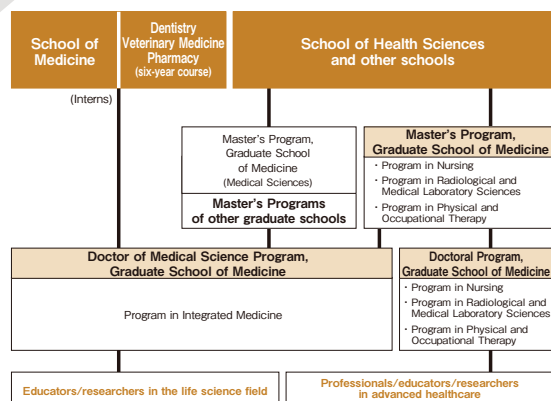 School of
Medicine
Dentistry
Veterinary Medicine
Pharmacy
(six-year course)
School of Health Sciences
and other schools
(Interns)
Master's Program,
Graduate School
of Medicine
(Medical Sciences)
Master's Programs
of other graduate schools
Master's Program,
Graduate School of Medicine
・Program in Nursing
・Program in Radiological and
Medical Laboratory Sciences
・Program in Physical and
Occupational Therapy
Doctor of Medical Science Program,
Graduate School of Medicine
Program in Integrated Medicine
Doctoral Program,
Graduate School of Medicine
・Program in Nursing
・Program in Radiological and
Medical Laboratory Sciences
・Program in Physical and
Occupational Therapy
Educators/researchers in the life science field
Professionals/educators/researchers
in advanced healthcare